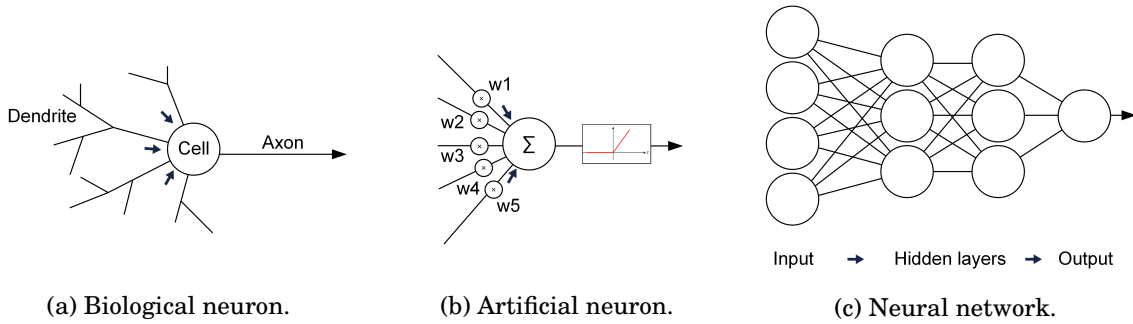 Dendrite
Cell
Axon
(a) Biological neuron.
w1
w2
w3
w4
w5
Σ
(b) Artificial neuron.
Input
Hidden layers
Output
(c) Neural network.